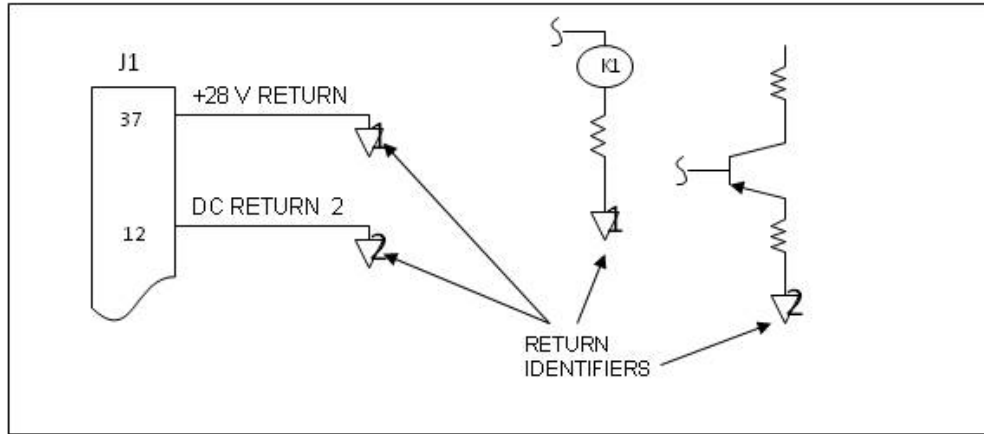 J1
37
+28 V RETURN
1
12
DC RETURN 2
2
K1
1
2
RETURN
IDENTIFIERS